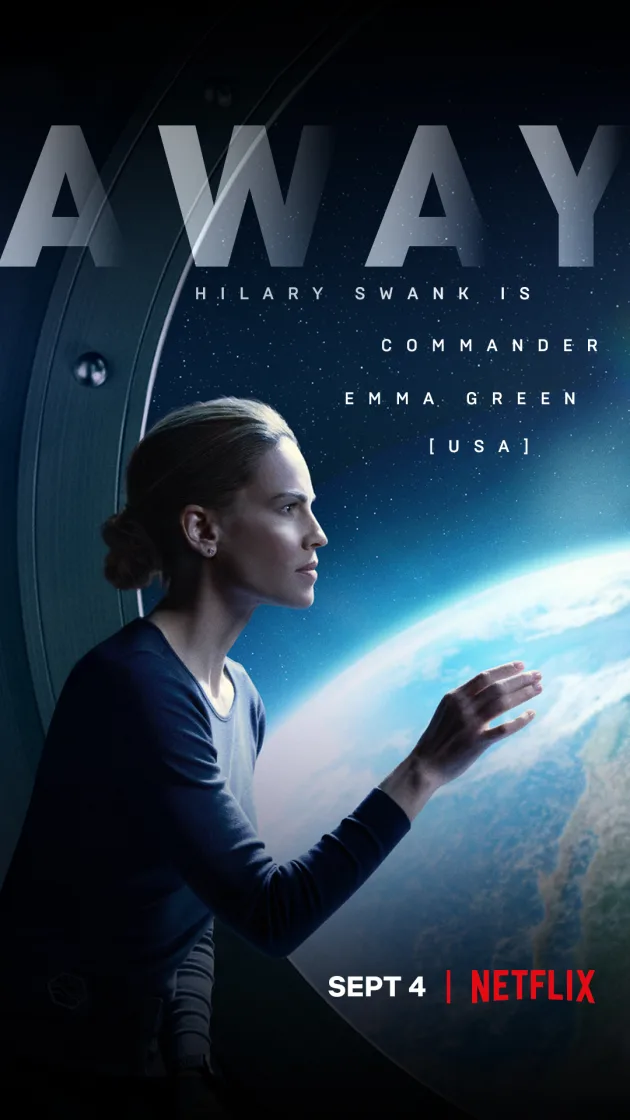 AWAY
HILARY SWANK IS
COMMANDER
EMMA GREEN
[USA]
SEPT 4 | NETFLIX